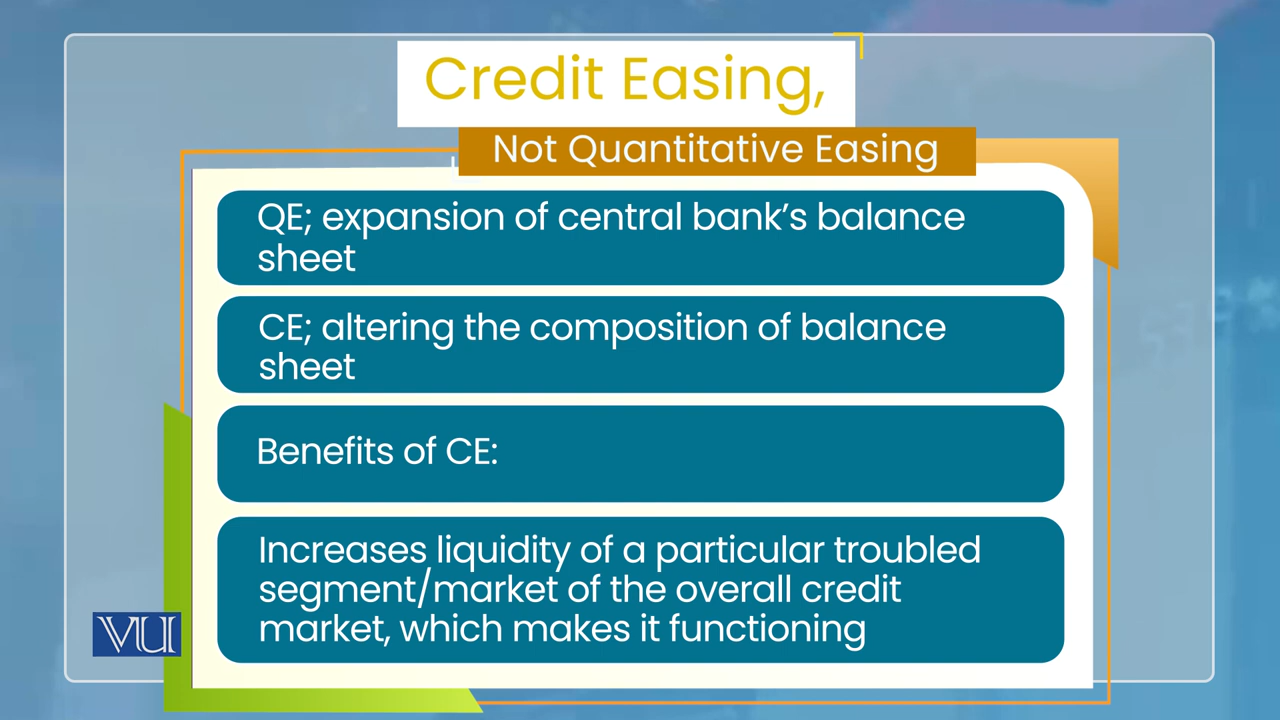 Credit Easing,
Not Quantitative Easing
QE; expansion of central bank’s balance
sheet
CE; altering the composition of balance
sheet
Benefits of CE:
Increases liquidity of a particular troubled
segment/market of the overall credit
market, which makes it functioning
VU